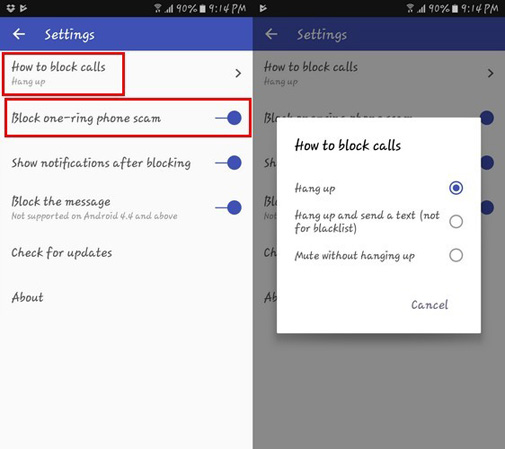 90% 9:14 PM
Settings
How to block calls
Hang up
Block one-ring phone scam
Show notifications after blocking
Block the message
Not supported on Android 4.4 and above
Check for updates
About
90% 9:14 PM
Settings
How to block calls
Hang up
How to block calls
Hang up
Hang up and send a text (not
for blacklist)
Mute without hanging up
Cancel